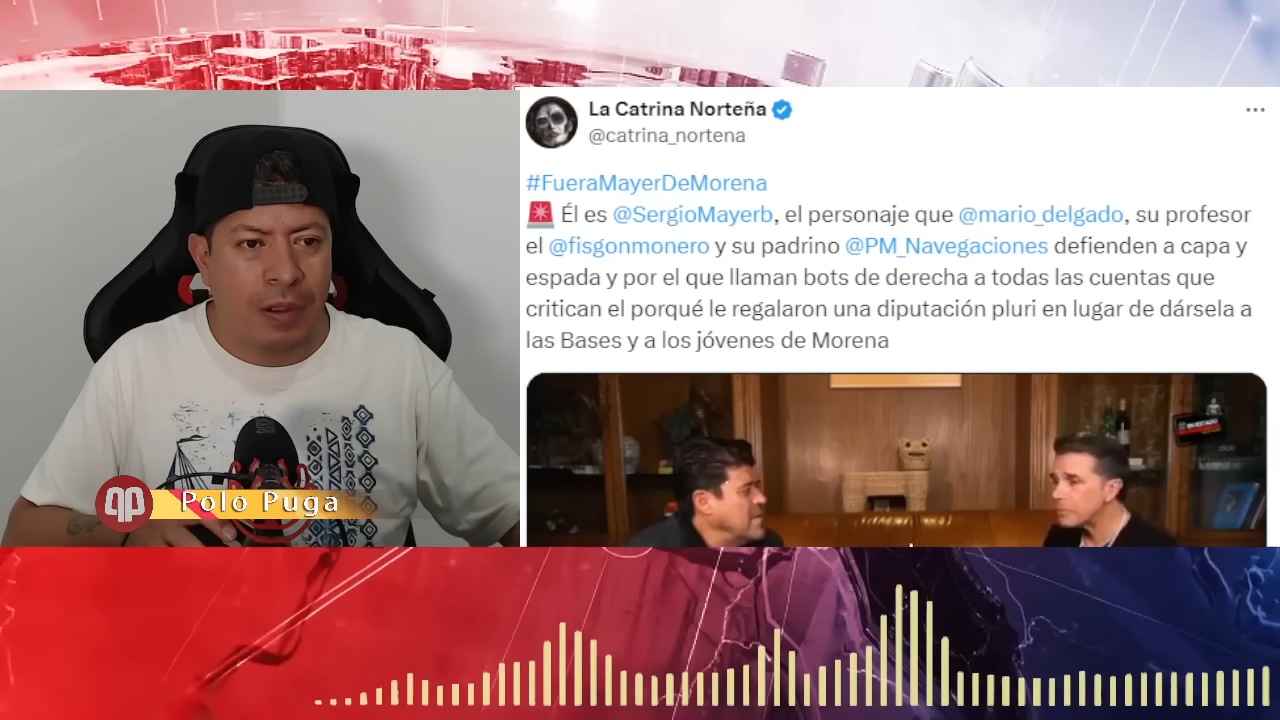 La Catrina Norteña
@catrina_nortena
#FueraMayerDeMorena
Él es @SergioMayerb, el personaje que @mario_delgado, su profesor
el @fisgonmonero y su padrino @PM_Navegaciones defienden a capa y
espada y por el que llaman bots de derecha a todas las cuentas que
critican el porqué le regalaron una diputación pluri en lugar de dársela a
las Bases y a los jóvenes de Morena
Polo Puga